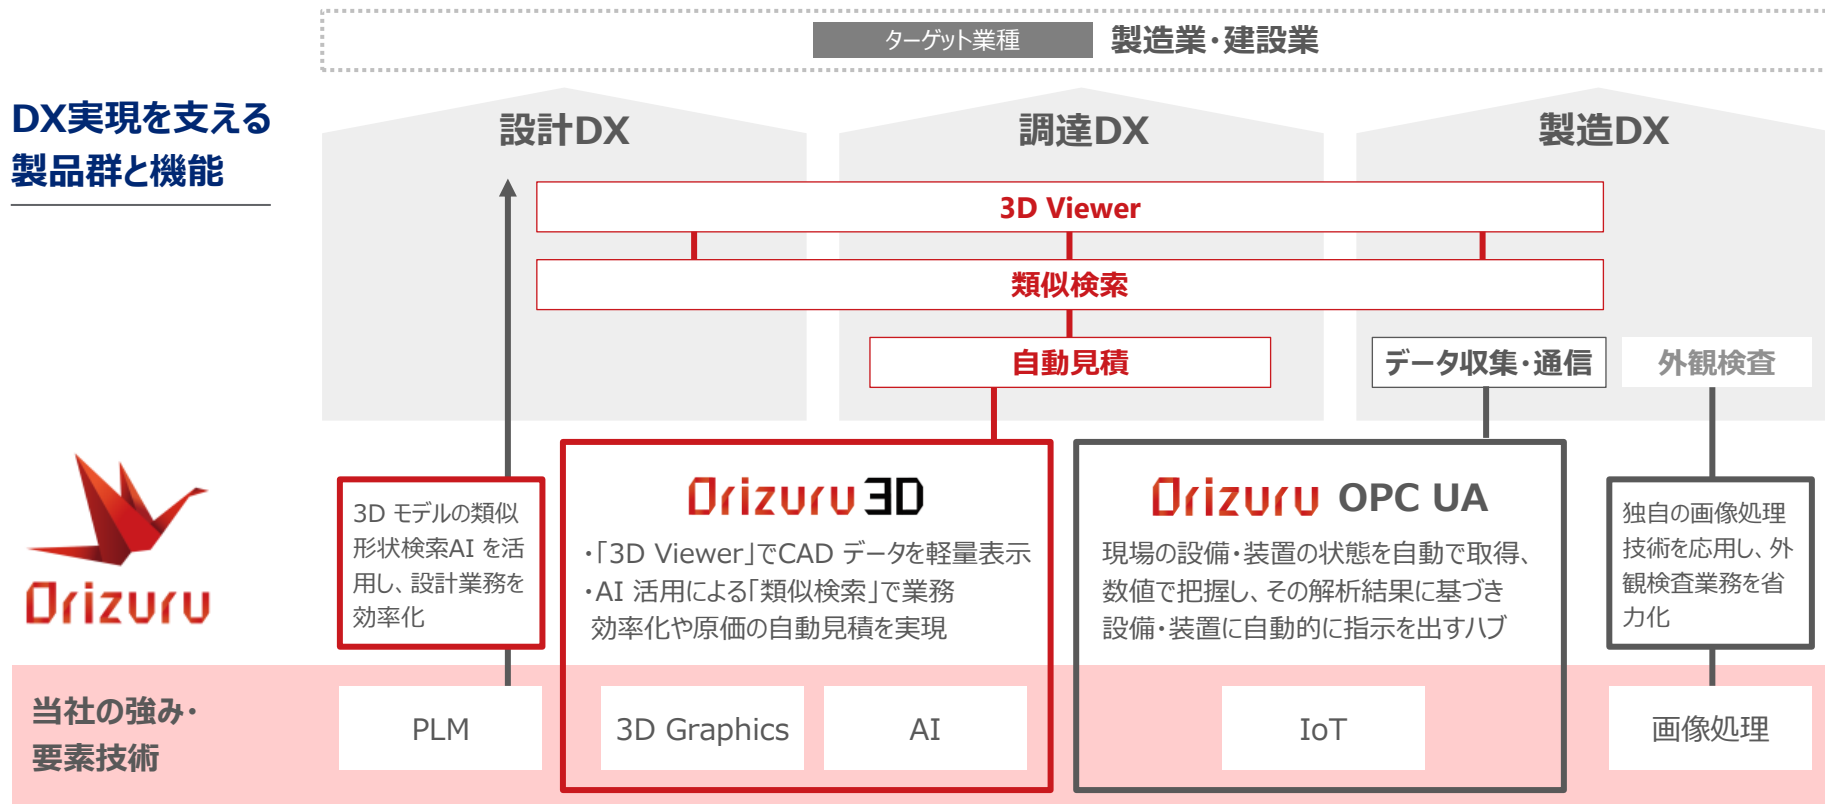 ターゲット業種
製造業・建設業
DX実現を支える
製品群と機能
設計DX
調達DX
製造DX
3D Viewer
類似検索
自動見積
データ収集・通信
外観検査
Orizuru
3D モデルの類似
形状検索AI を活
用し、設計業務を
効率化
Orizuru 3D
・「3D Viewer」でCAD データを軽量表示
・AI 活用による「類似検索」で業務
効率化や原価の自動見積を実現
Orizuru OPC UA
現場の設備・装置の状態を自動で取得、
数値で把握し、その解析結果に基づき
設備・装置に自動的に指示を出すハブ
独自の画像処理
技術を応用し、外
観検査業務を省
力化
当社の強み・
要素技術
PLM
3D Graphics
AI
IoT
画像処理